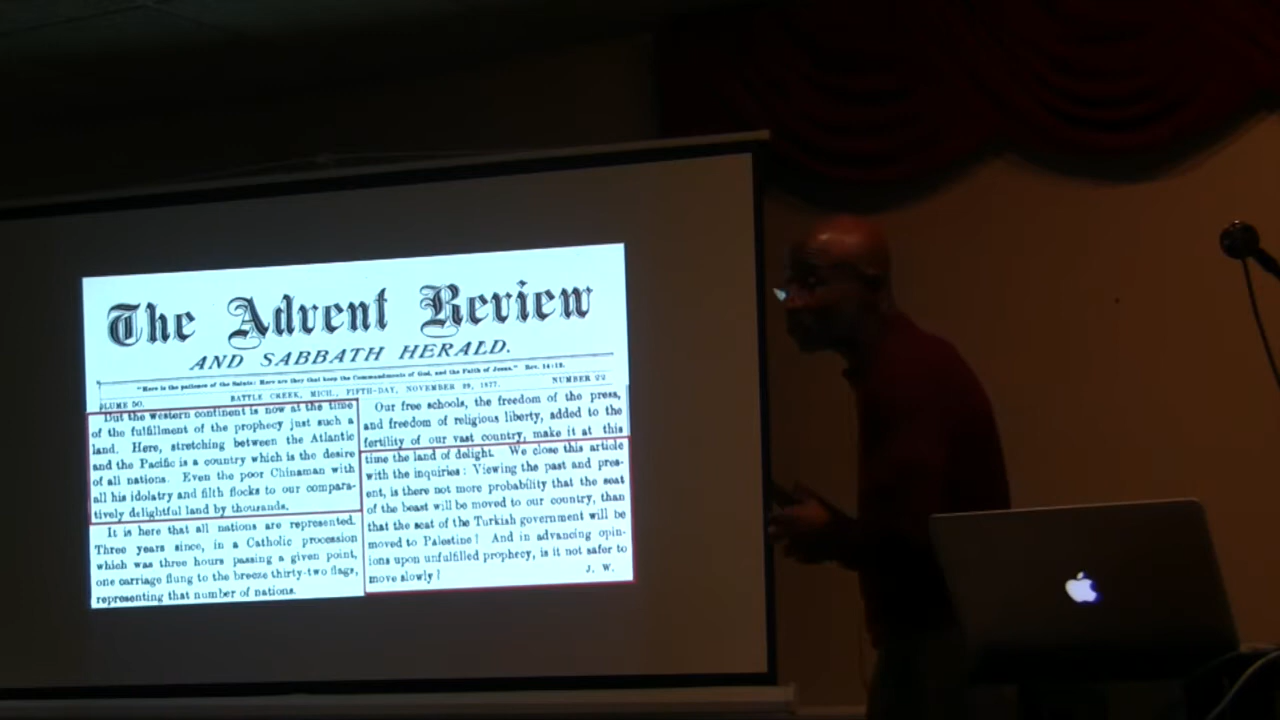 The Advent Review
AND SABBATH HERALD.
"Here is the patience of the Saints: Here are they that keep the Commandments of God, and the Faith of Jesus." Rev. 14:12.
LUME 50.
BATTLE CREEK, MICH., FIFTH-DAY, NOVEMBER 29, 1877.
NUMBER 22
But the western continent is now at the time
of the fulfillment of the prophecy just such a
land. Here, stretching between the Atlantic
and the Pacific is a country which is the desire
of all nations. Even the poor Chinaman with
all his idolatry and filth flocks to our compara-
tively delightful land by thousands.
It is here that all nations are represented.
Three years since, in a Catholic procession
which was three hours passing a given point,
one carriage flung to the breeze thirty-two flags,
representing that number of nations.
Our free schools, the freedom of the press,
and freedom of religious liberty, added to the
fertility of our vast country, make it at this
time the land of delight. We close this article
with the inquiries: Viewing the past and pres-
ent, is there not more probability that the seat
of the beast will be moved to our country, than
that the seat of the Turkish government will be
moved to Palestine? And in advancing opin-
ions upon unfulfilled prophecy, is it not safer to
move slowly?
J. W.